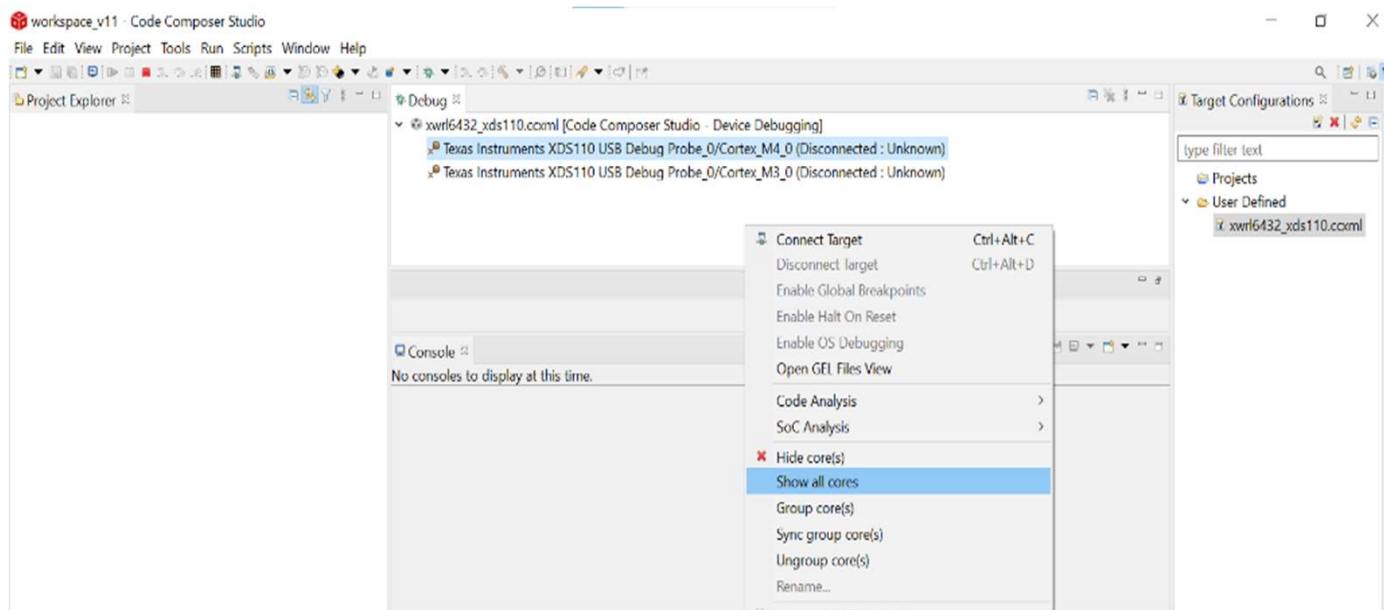 workspace_v11 - Code Composer Studio
File Edit View Project Tools Run Scripts Window Help
Project Explorer
Debug
Target Configurations
xwrl6432_xds110.ccxml [Code Composer Studio - Device Debugging]
Texas Instruments XDS110 USB Debug Probe_0/Cortex_M4_0 (Disconnected : Unknown)
Texas Instruments XDS110 USB Debug Probe_0/Cortex_M3_0 (Disconnected : Unknown)
type filter text
Projects
User Defined
xwrl6432_xds110.ccxml
Connect Target Ctrl+Alt+C
Disconnect Target Ctrl+Alt+D
Enable Global Breakpoints
Enable Halt On Reset
Enable OS Debugging
Open GEL Files View
Code Analysis
SoC Analysis
Hide core(s)
Show all cores
Group core(s)
Sync group core(s)
Ungroup core(s)
Rename...
Console
No consoles to display at this time.